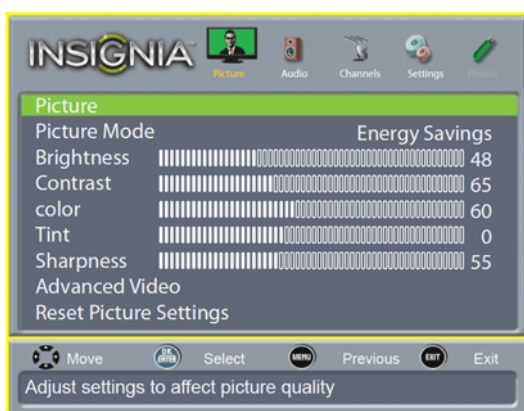 INSIGNIA
Picture Audio Channels Settings Photos
Picture
Picture Mode Energy Savings
Brightness 48
Contrast 65
color 60
Tint 0
Sharpness 55
Advanced Video
Reset Picture Settings
Move OK ENTER Select MENU Previous EXIT Exit
Adjust settings to affect picture quality